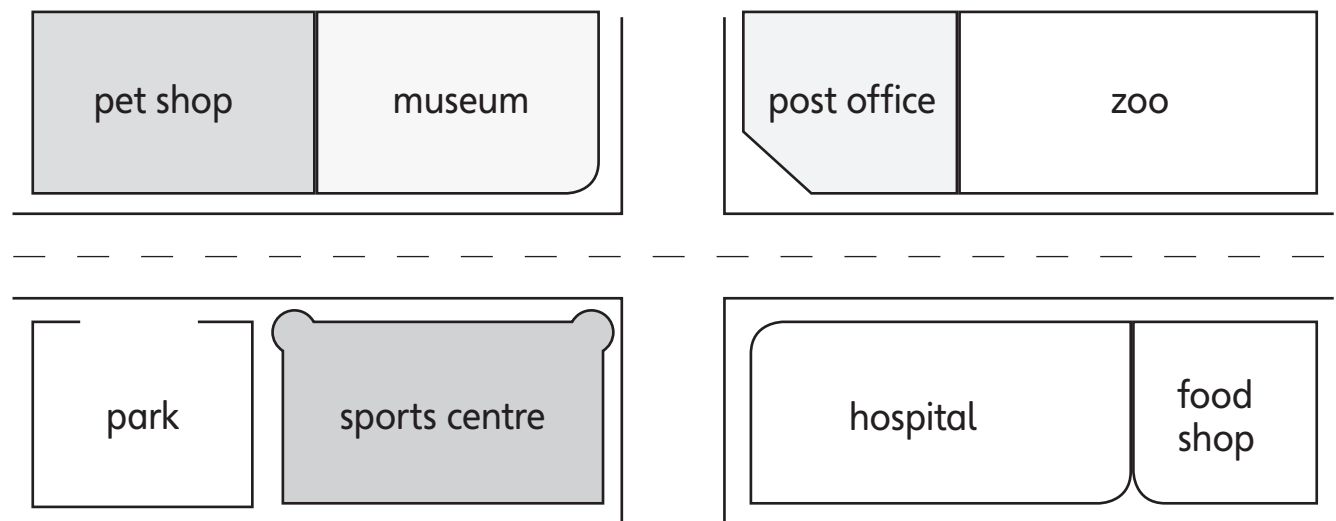 pet shop
museum
post office
zoo
park
sports centre
hospital
food
shop